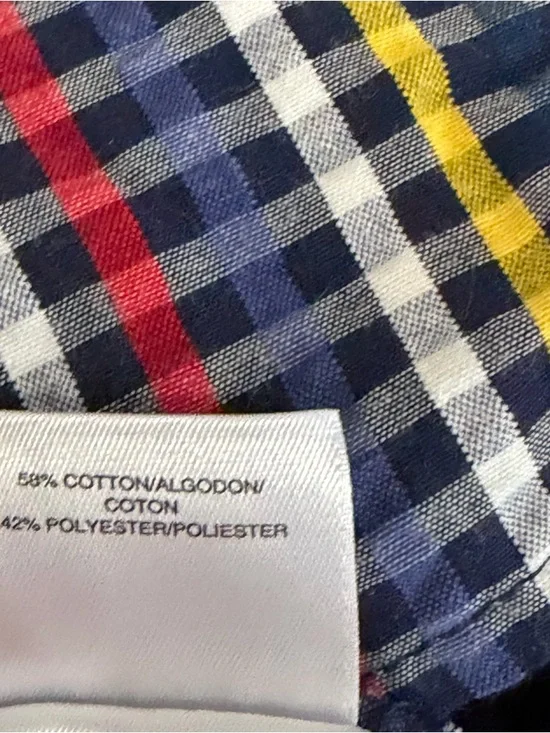 58% COTTON/ALGODON/
COTON
42% POLYESTER/POLIESTER